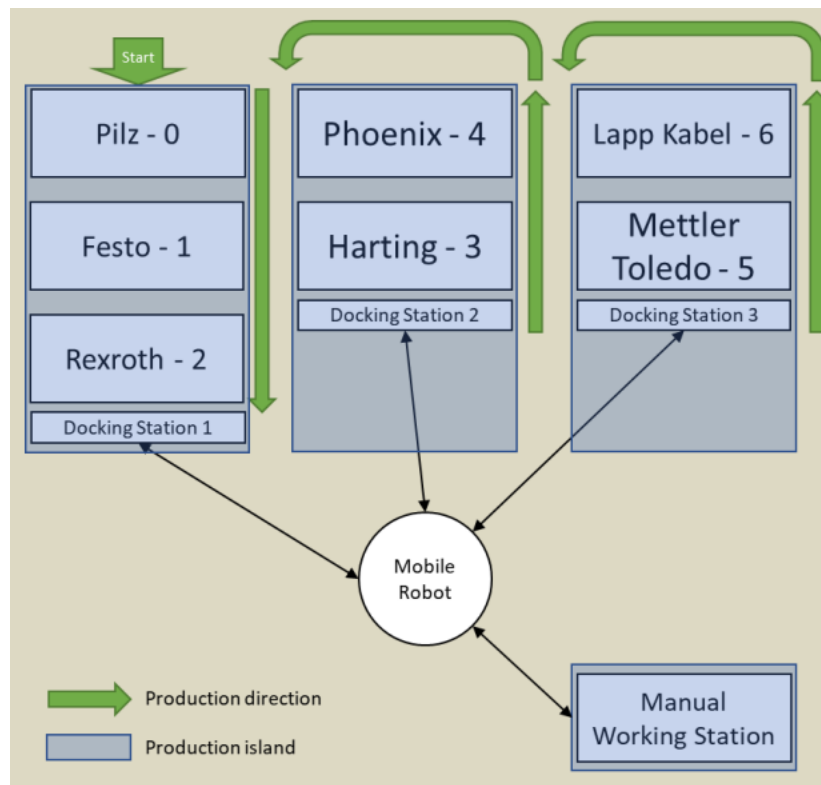 Start
Pilz - 0
Festo - 1
Rexroth - 2
Docking Station 1
Phoenix - 4
Harting - 3
Docking Station 2
Lapp Kabel - 6
Mettler
Toledo - 5
Docking Station 3
Mobile
Robot
Manual
Working Station
Production direction
Production island